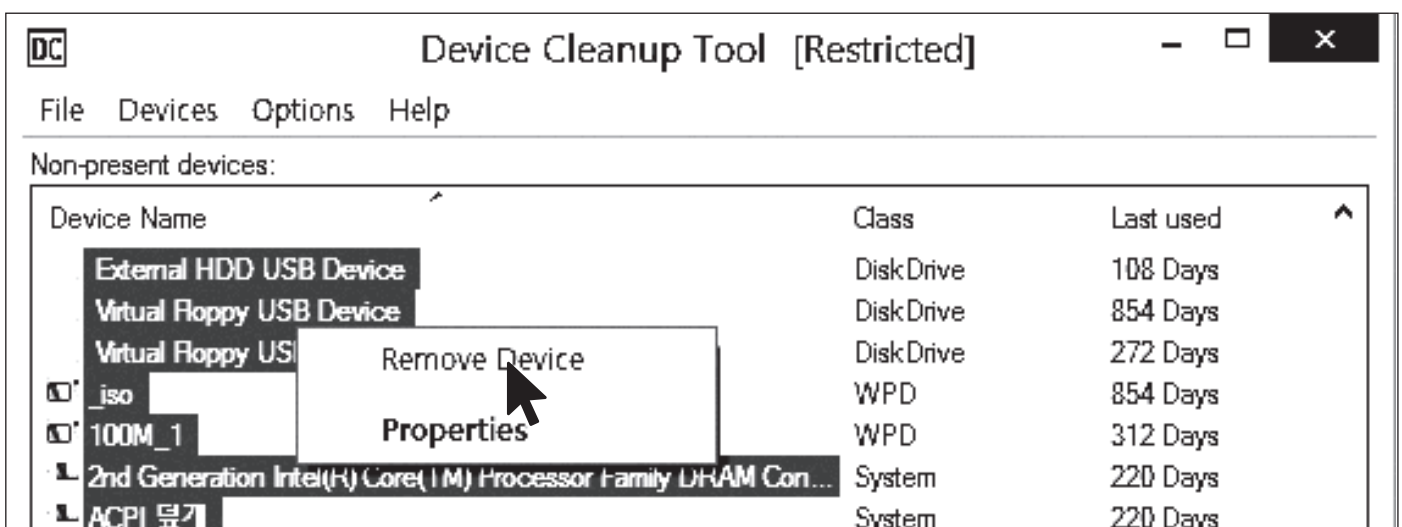 DC Device Cleanup Tool [Restricted]
File Devices Options Help
Non-present devices:
Device Name Class Last used
External HDD USB Device DiskDrive 108 Days
Virtual Floppy USB Device DiskDrive 854 Days
Virtual Floppy US DiskDrive 272 Days
Remove Device
_iso WPD 854 Days
Properties
100M_1 WPD 312 Days
2nd Generation Intel(R) Core(TM) Processor Family DRAM Con... System 220 Days
ACPI 덮개 System 220 Days